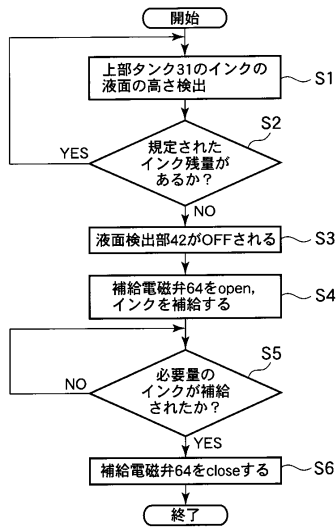 開始
上部タンク31のインクの
液面の高さ検出
S1
S2
規定された
インク残量が
あるか？
YES
NO
液面検出部42がOFFされる
S3
補給電磁弁64をopen,
インクを補給する
S4
S5
必要量の
インクが補給
されたか？
NO
YES
補給電磁弁64をcloseする
S6
終了